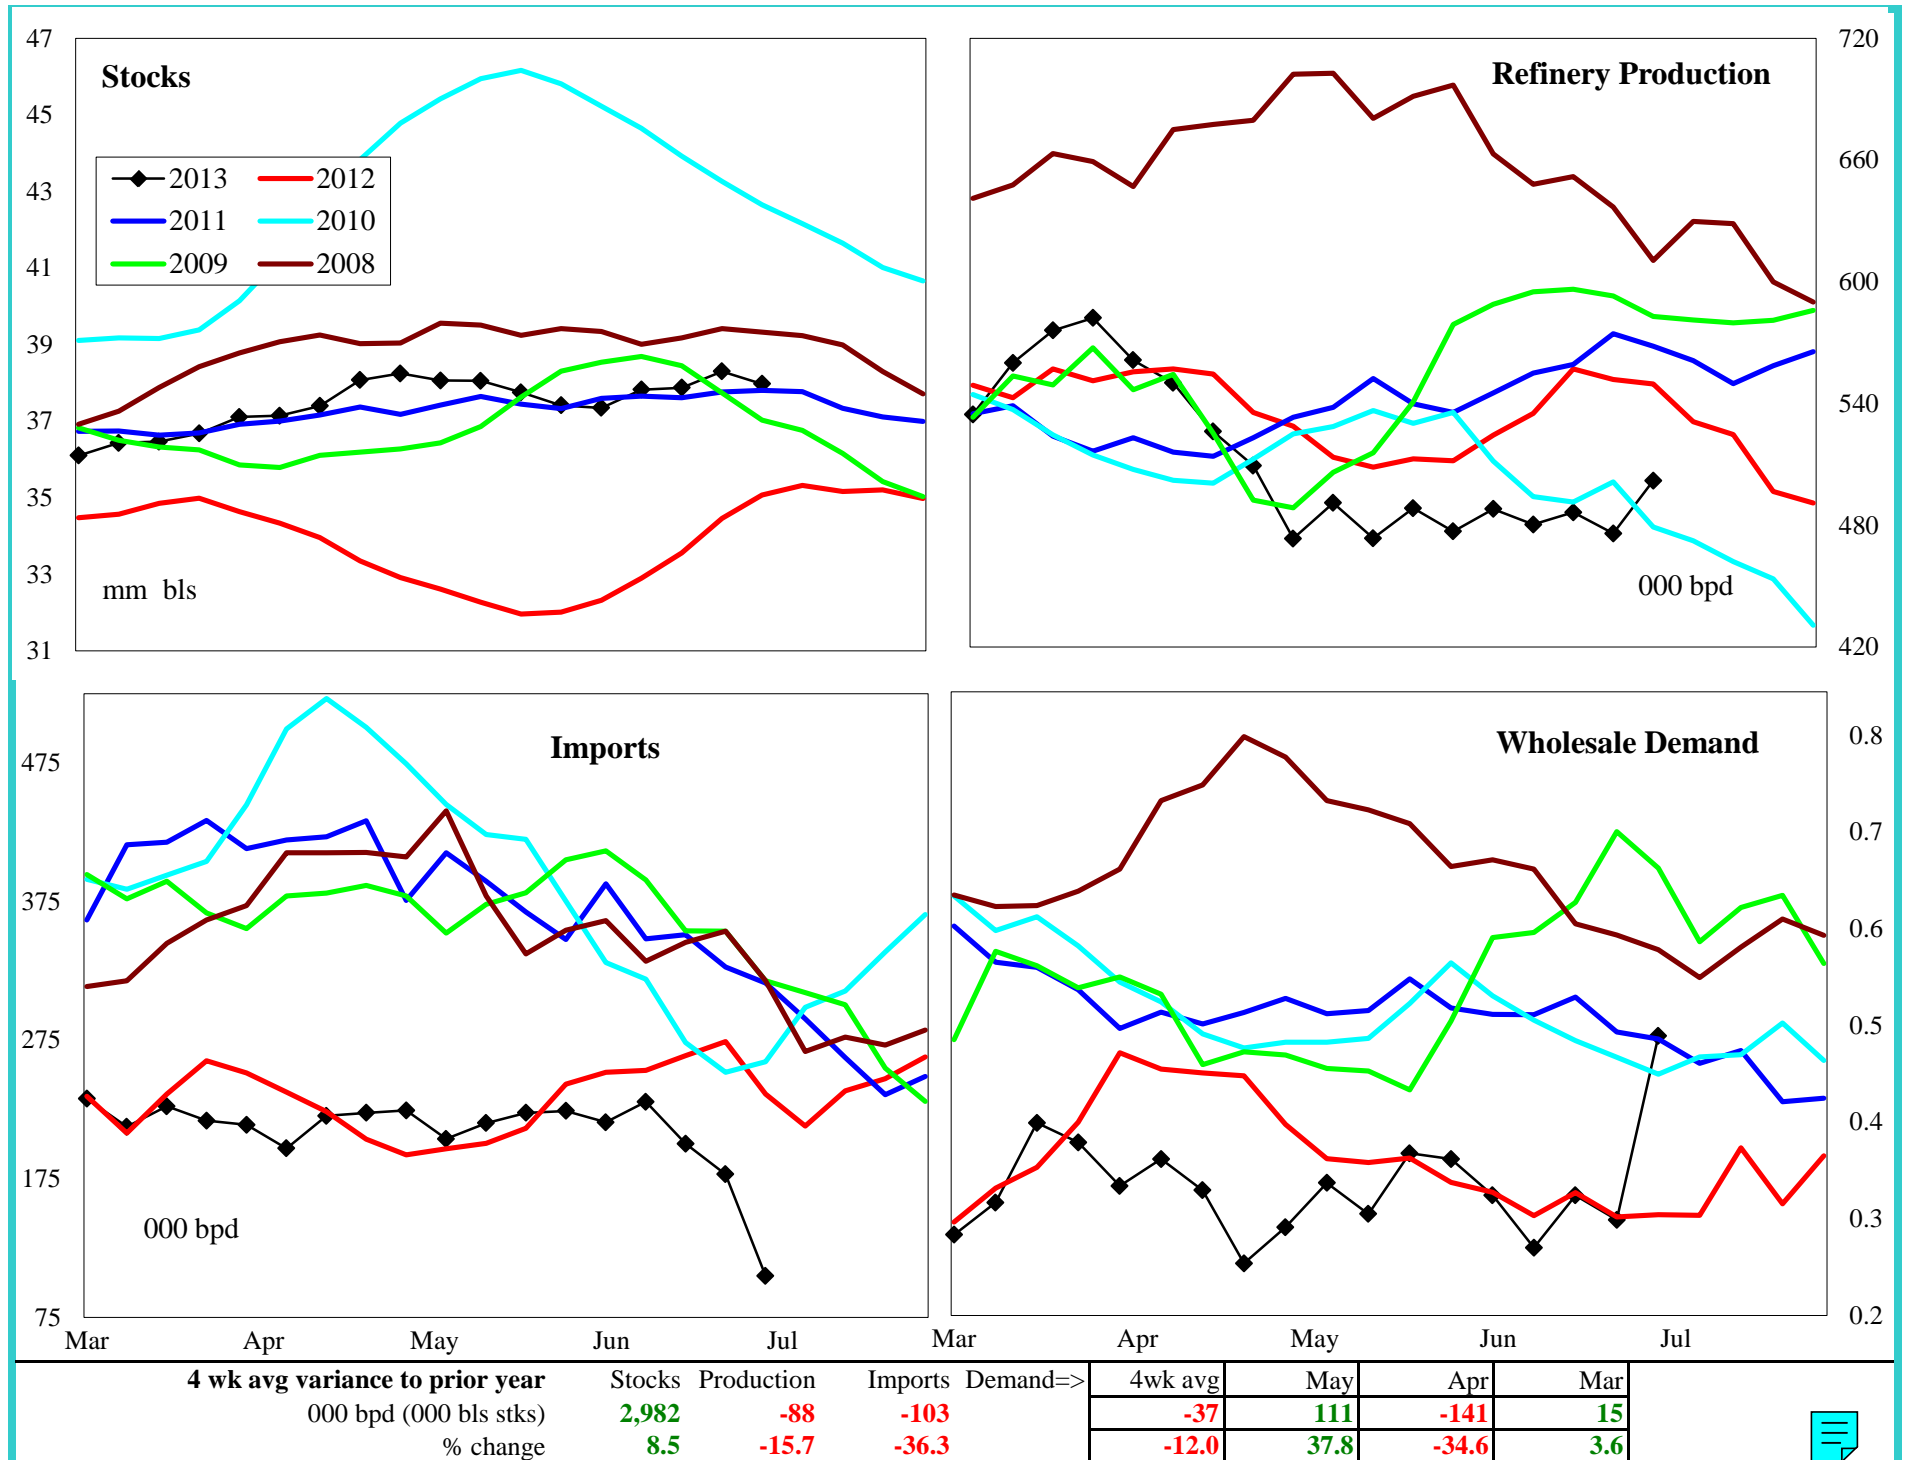 47
45
43
41
39
37
35
33
31
Stocks
2013 2012
2011 2010
2009 2008
mm bls
Refinery Production
000 bpd
720
660
600
540
480
420
475
375
275
175
75
Imports
000 bpd
Mar Apr May Jun Jul
Wholesale Demand
0.8
0.7
0.6
0.5
0.4
0.3
0.2
Mar Apr May Jun Jul
4 wk avg variance to prior year Stocks Production Imports Demand=> 4wk avg May Apr Mar
000 bpd (000 bls stks) 2,982 -88 -103 -37 111 -141 15
% change 8.5 -15.7 -36.3 -12.0 37.8 -34.6 3.6